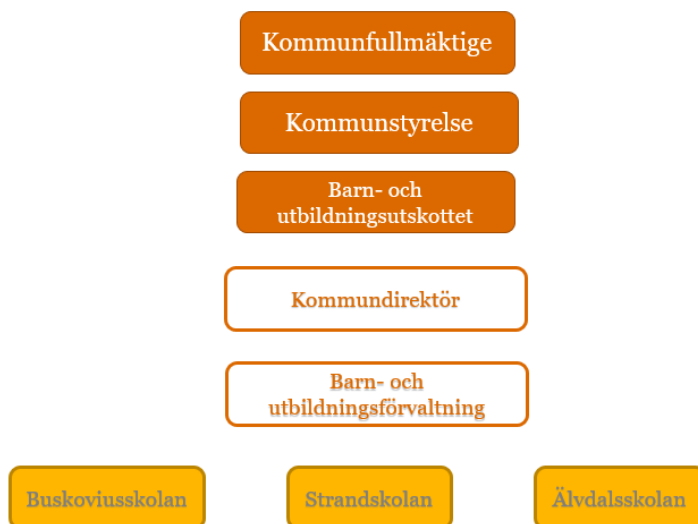 Kommunfullmäktige
Kommunstyrelse
Barn- och
utbildningsutskottet
Kommundirektör
Barn- och
utbildningsförvaltning
Buskoviusskolan
Strandskolan
Älvdalsskolan